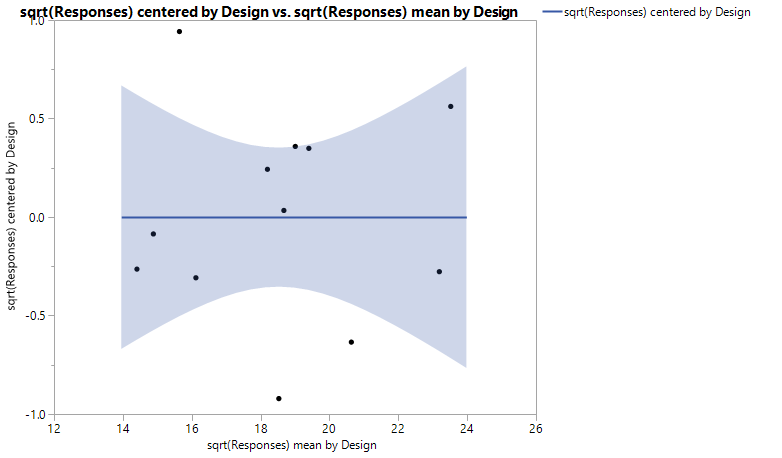 sqrt(Responses) centered by Design vs. sqrt(Responses) mean by Design
sqrt(Responses) centered by Design
1.0
0.5
0.0
-0.5
-1.0
sqrt(Responses) centered by Design
12 14 16 18 20 22 24 26
sqrt(Responses) mean by Design